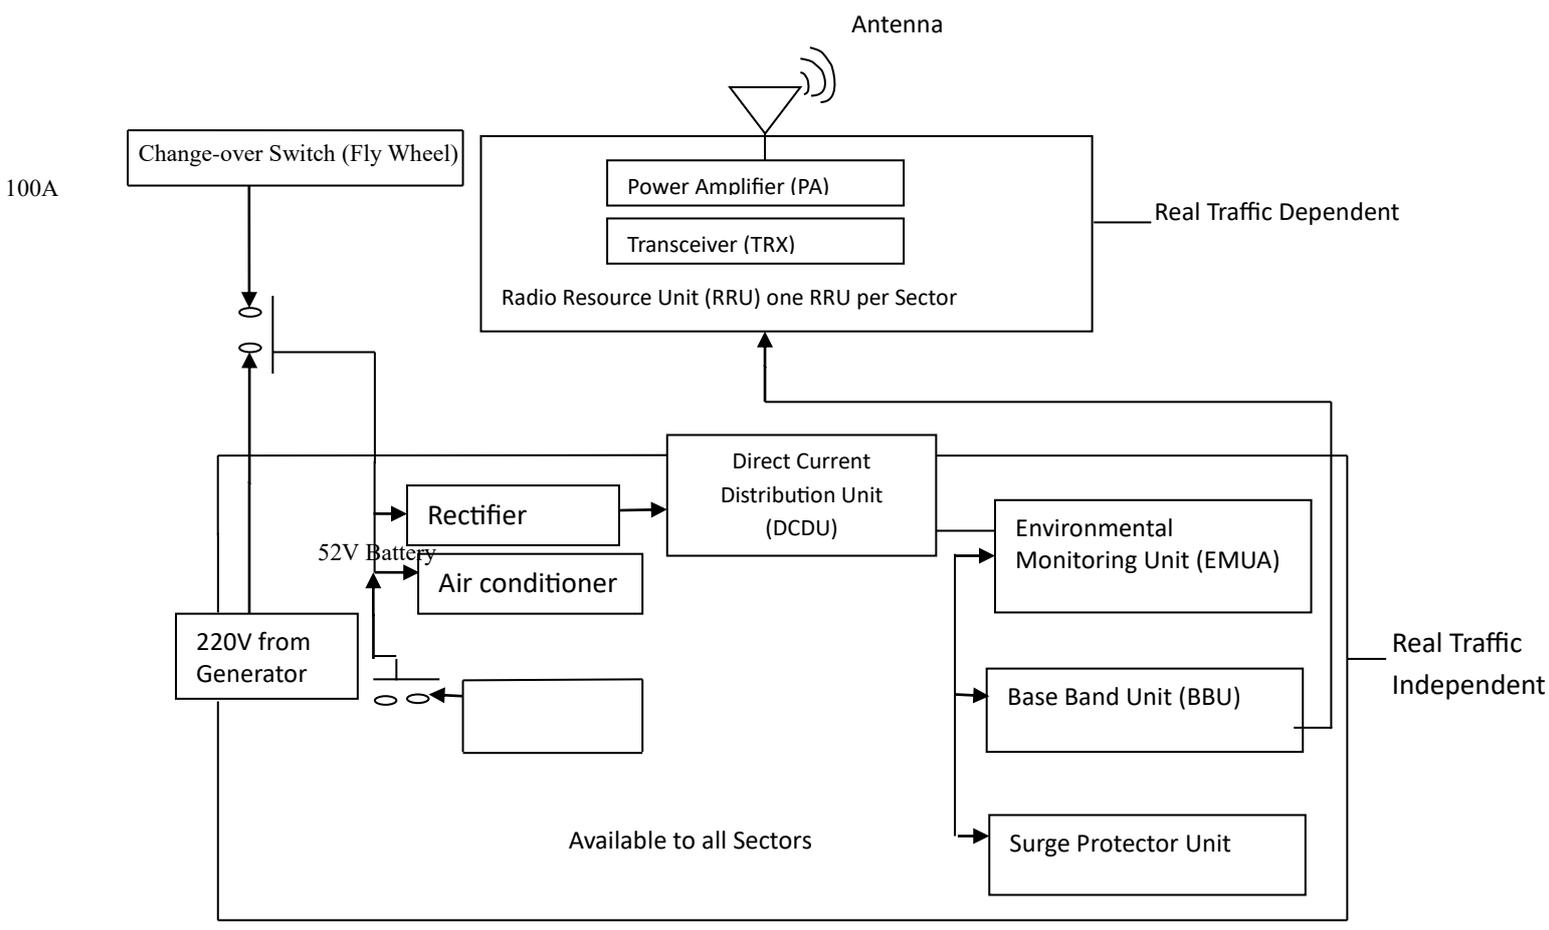 Antenna
Change-over Switch (Fly Wheel)
100A
Power Amplifier (PA)
Real Traffic Dependent
Transceiver (TRX)
Radio Resource Unit (RRU) one RRU per Sector
Direct Current
Distribution Unit
(DCDU)
Rectifier
Environmental
Monitoring Unit (EMUA)
52V Battery
Air conditioner
220V from
Generator
Real Traffic
Independent
Base Band Unit (BBU)
Available to all Sectors
Surge Protector Unit